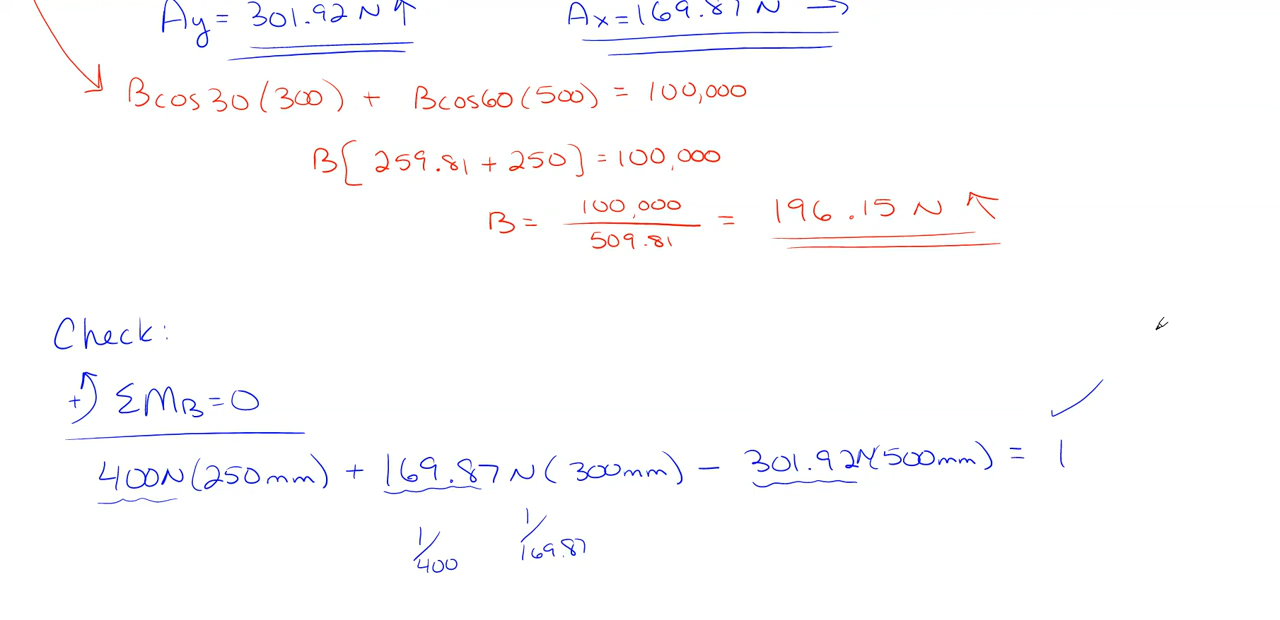 Ay = 301.92 N ↑ Ax = 169.87 N →
Bcos30(300) + Bcos60(500) = 100,000
B[259.81 + 250] = 100,000
B = 100,000/509.81 = 196.15 N ↖
Check:
+↺ ΣMB = 0 ✓
400N(250mm) + 169.87N(300mm) - 301.92N(500mm) = 1
1/400 1/169.87